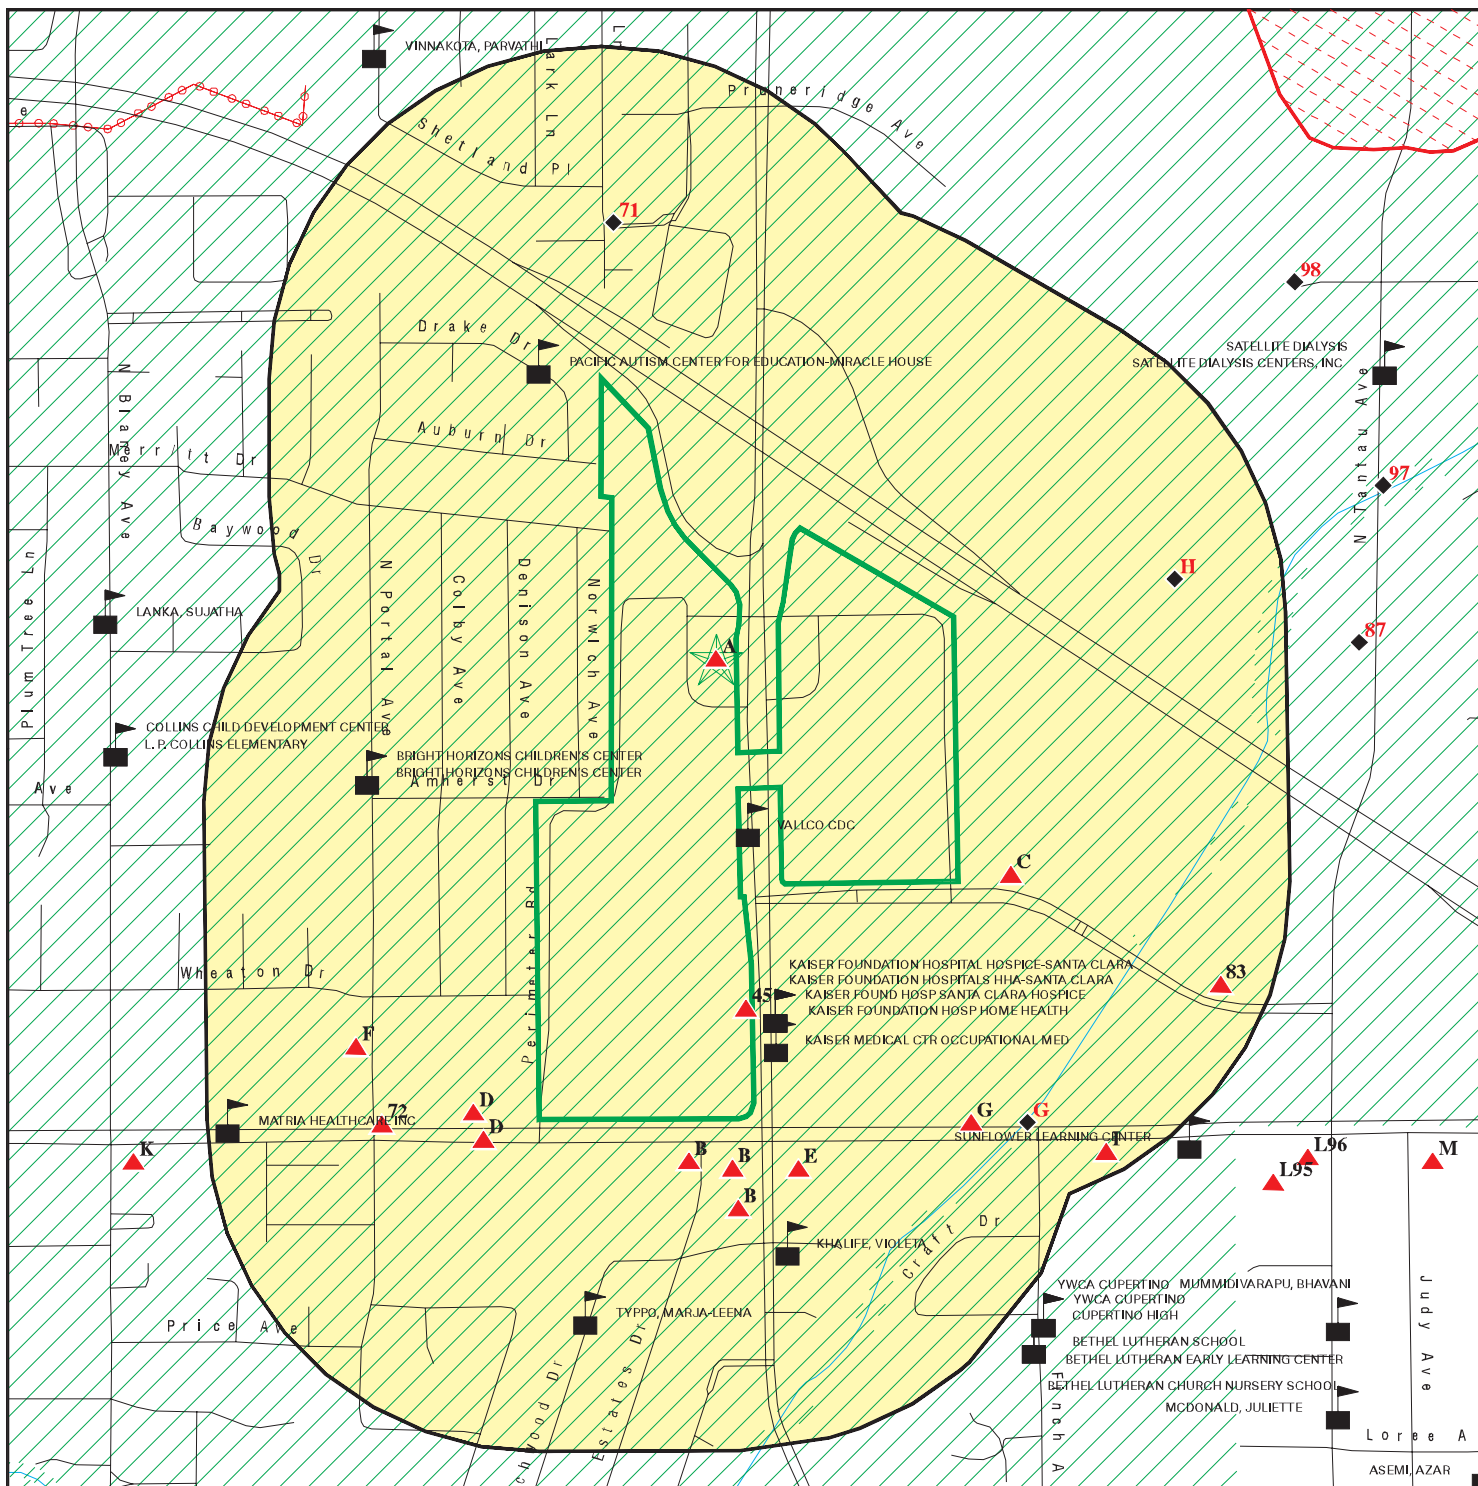 VINNAKOTA, PARVATHI
Lark Ln
Ln
Pruneridge Ave
e
Shetland Pl
71
98
Drake Dr
PACIFIC AUTISM CENTER FOR EDUCATION-MIRACLE HOUSE
SATELLITE DIALYSIS
SATELLITE DIALYSIS CENTERS, INC
N Blaney Ave
N Tantau Ave
Merritt Dr
Auburn Dr
97
Baywood Dr
Plum Tree Ln
N Portal Ave
Colby Ave
Denison Ave
Norwich Ave
H
LANKA, SUJATHA
87
A
COLLINS CHILD DEVELOPMENT CENTER
L. P. COLLINS ELEMENTARY
BRIGHT HORIZONS CHILDREN'S CENTER
BRIGHT HORIZONS CHILDREN'S CENTER
Amherst Dr
Ave
VALLCO CDC
C
Perimeter Rd
Wheaton Dr
KAISER FOUNDATION HOSPITAL HOSPICE-SANTA CLARA
KAISER FOUNDATION HOSPITALS HHA-SANTA CLARA
KAISER FOUND HOSP SANTA CLARA HOSPICE
KAISER FOUNDATION HOSP HOME HEALTH
83
45
F
KAISER MEDICAL CTR OCCUPATIONAL MED
MATRIA HEALTHCARE INC
72
D
D
G
G
SUNFLOWER LEARNING CENTER
K
B
B
E
I
L96
L95
M
B
Craft Dr
KHALIFE, VIOLETA
YWCA CUPERTINO
MUMMIDIVARAPU, BHAVANI
YWCA CUPERTINO
CUPERTINO HIGH
TYPPO, MARJA-LEENA
Price Ave
BETHEL LUTHERAN SCHOOL
BETHEL LUTHERAN EARLY LEARNING CENTER
Judy Ave
BETHEL LUTHERAN CHURCH NURSERY SCHOOL
MCDONALD, JULIETTE
chwood Dr
Estates Dr
Finch A
Loree A
ASEMI, AZAR